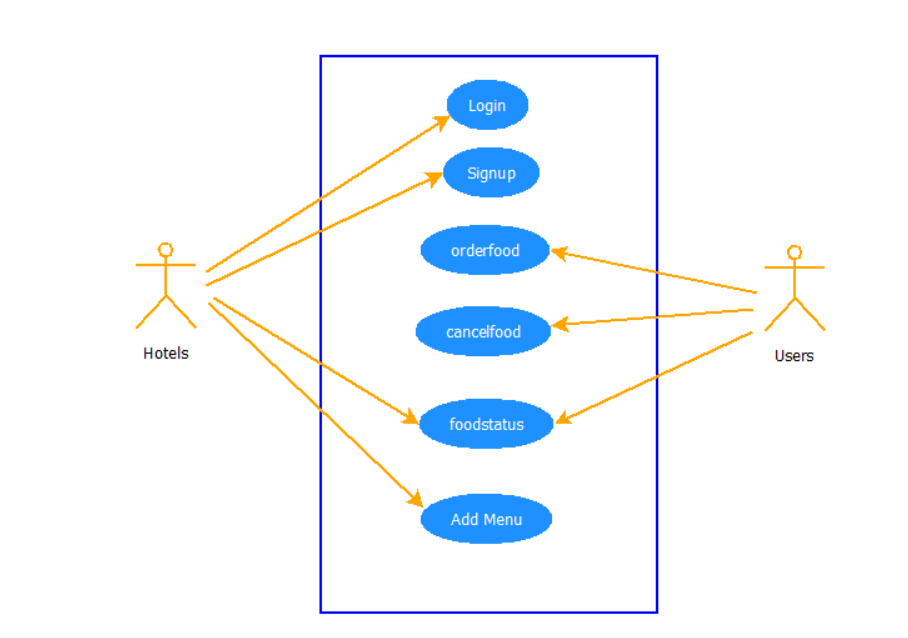 Login
Signup
orderfood
cancelfood
foodstatus
Add Menu
Hotels
Users